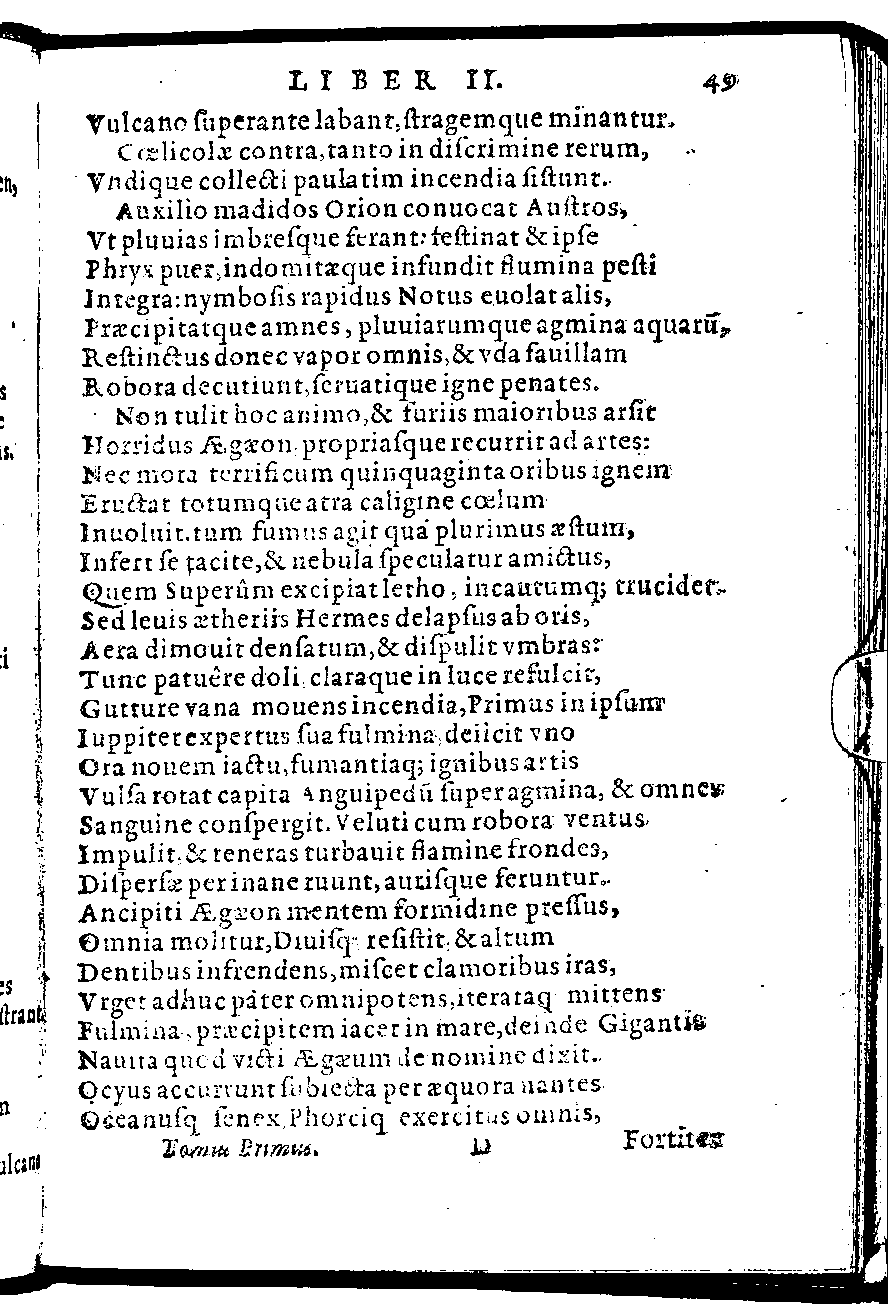 LIBER II. 49
Vulcano ſuperante labant, ſtragemque minantur.
Cœlicolæ contra, tanto in diſcrimine rerum,
Vndique collecti paulatim incendia ſiſtunt.
Auxilio madidos Orion conuocat Auſtros,
Vt pluuias imbreſque ferant: feſtinat & ipſe
Phryx puer, indomitæque infundit flumina peſti
Integra: nymboſis rapidus Notus euolat alis,
Præcipitatque amnes, pluuiarumque agmina aquarū,
Reſtinctus donec vapor omnis, & vda fauillam
Robora decutiunt, ſeruatique igne penates.
Non tulit hoc animo, & furiis maioribus arſit
Horridus Ægæon, propriaſque recurrit ad artes:
Nec mora terrificum quinquaginta oribus ignem
Eructat totumque atra caligine cœlum
Inuoluit. tum fumus agit quà plurimus æſtum,
Infert ſe tacite, & nebula ſpeculatur amictus,
Quem Superûm excipiat letho, incautumq; trucidet.
Sed leuis ætheriis Hermes delapſus ab oris,
Aera dimouit denſatum, & diſpulit vmbras:
Tunc patuêre doli, claraque in luce refulcit,
Gutture vana mouens incendia, Primus in ipſum
Iuppiter expertus ſua fulmina, deiicit vno
Ora nouem iactu, fumantiaq; ignibus artis
Vulſa rotat capita Anguipedū ſuper agmina, & omnes
Sanguine conſpergit. Veluti cum robora ventus
Impulit, & teneras turbauit flamine frondes,
Diſperſæ per inane ruunt, auriſque feruntur.
Ancipiti Ægæon mentem formidine preſſus,
Omnia molitur, Diuiſq; reſiſtit, & altum
Dentibus infrendens, miſcet clamoribus iras,
Vrget adhuc pater omnipotens, iterataq mittens
Fulmina, præcipitem iacet in mare, deinde Gigantis
Nauita quod victi Ægæum de nomine dixit.
Ocyus accurrunt ſubiecta per æquora nantes
Oceanuſq ſenex, Phorciq exercitus omnis,
Tomus Primus. D Fortiter